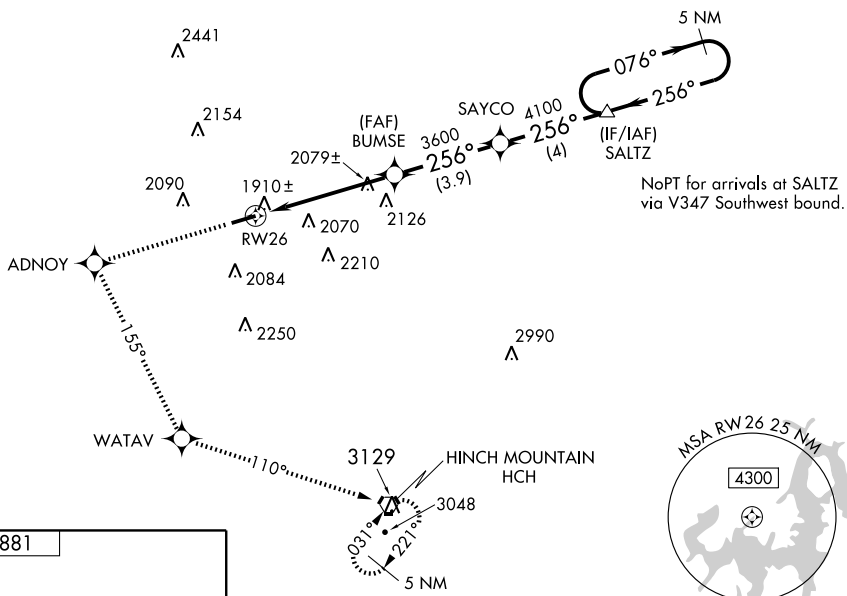 2441
5 NM
076°
2154
SAYCO
4100
256°
(FAF)
BUMSE
3600
256°
(4)
(IF/IAF)
SALTZ
2079±
256°
(3.9)
NoPT for arrivals at SALTZ
via V347 Southwest bound.
2090
1910±
2126
2070
RW26
2210
ADNOY
2084
2250
155°
2990
WATAV
110°
3129
HINCH MOUNTAIN
HCH
3048
031°
221°
5 NM
MSA RW26 25 NM
4300
881